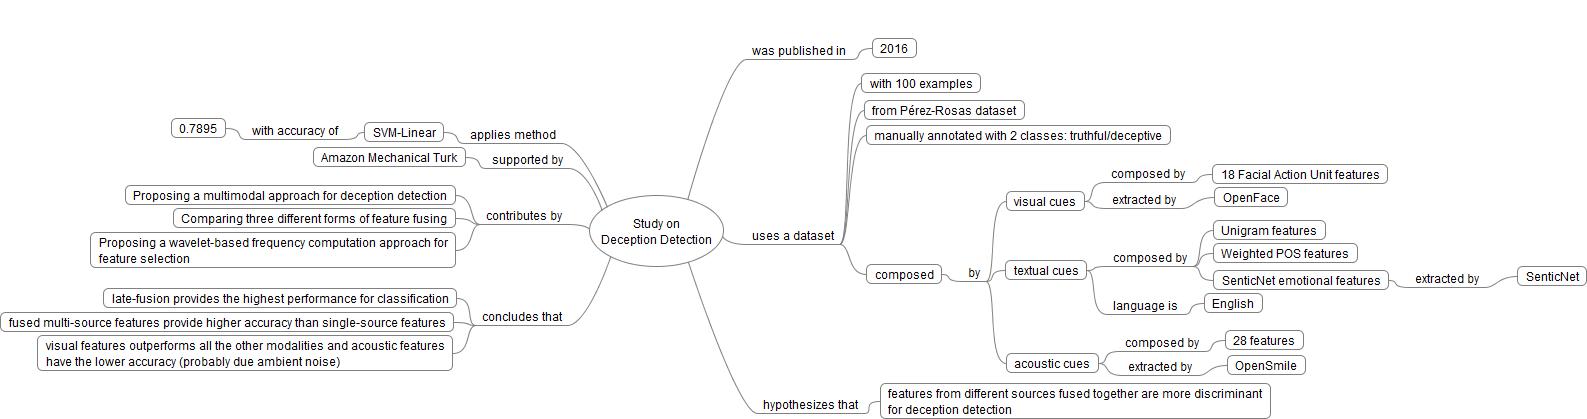 was published in
2016
with 100 examples
from Pérez-Rosas dataset
manually annotated with 2 classes: truthful/deceptive
0.7895
with accuracy of
SVM-Linear
applies method
Amazon Mechanical Turk
supported by
Proposing a multimodal approach for deception detection
Comparing three different forms of feature fusing
contributes by
Proposing a wavelet-based frequency computation approach for
feature selection
Study on
Deception Detection
uses a dataset
composed
by
visual cues
composed by
18 Facial Action Unit features
extracted by
OpenFace
textual cues
composed by
Unigram features
Weighted POS features
SenticNet emotional features
extracted by
SenticNet
language is
English
acoustic cues
composed by
28 features
extracted by
OpenSmile
late-fusion provides the highest performance for classification
fused multi-source features provide higher accuracy than single-source features
concludes that
visual features outperforms all the other modalities and acoustic features
have the lower accuracy (probably due ambient noise)
hypothesizes that
features from different sources fused together are more discriminant
for deception detection